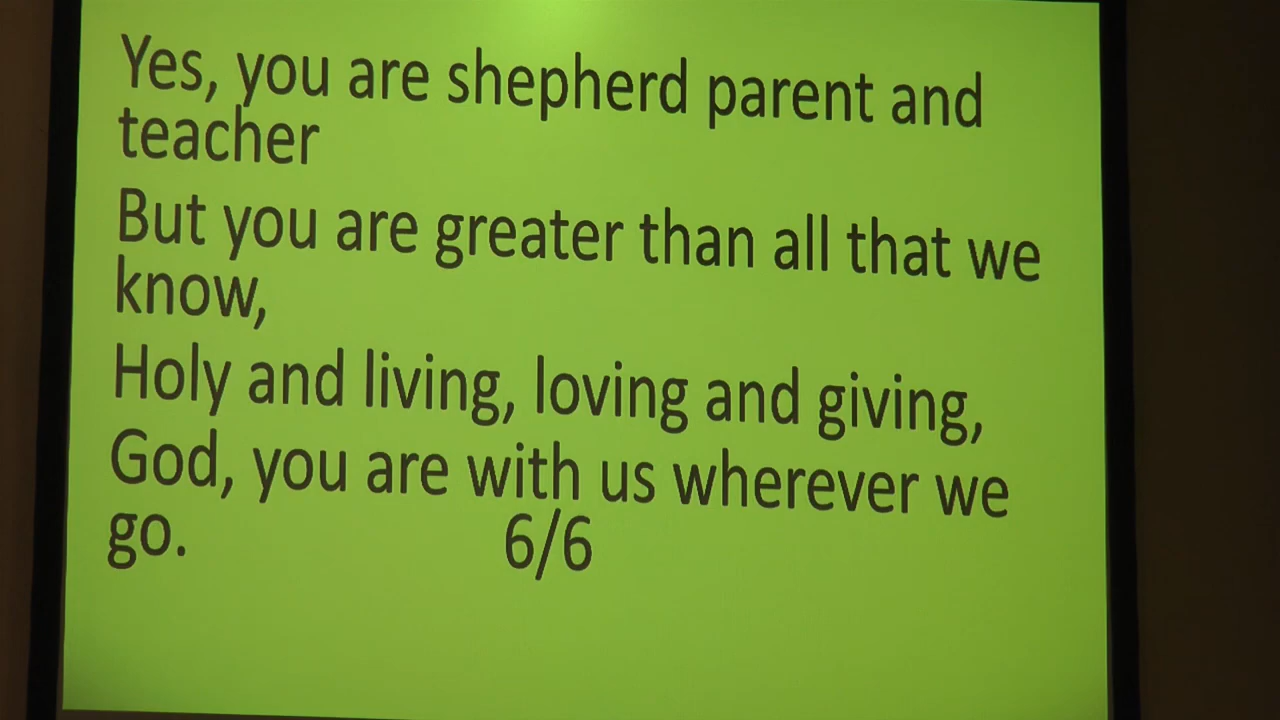 Yes, you are shepherd parent and
teacher
But you are greater than all that we
know,
Holy and living, loving and giving,
God, you are with us wherever we
go. 6/6